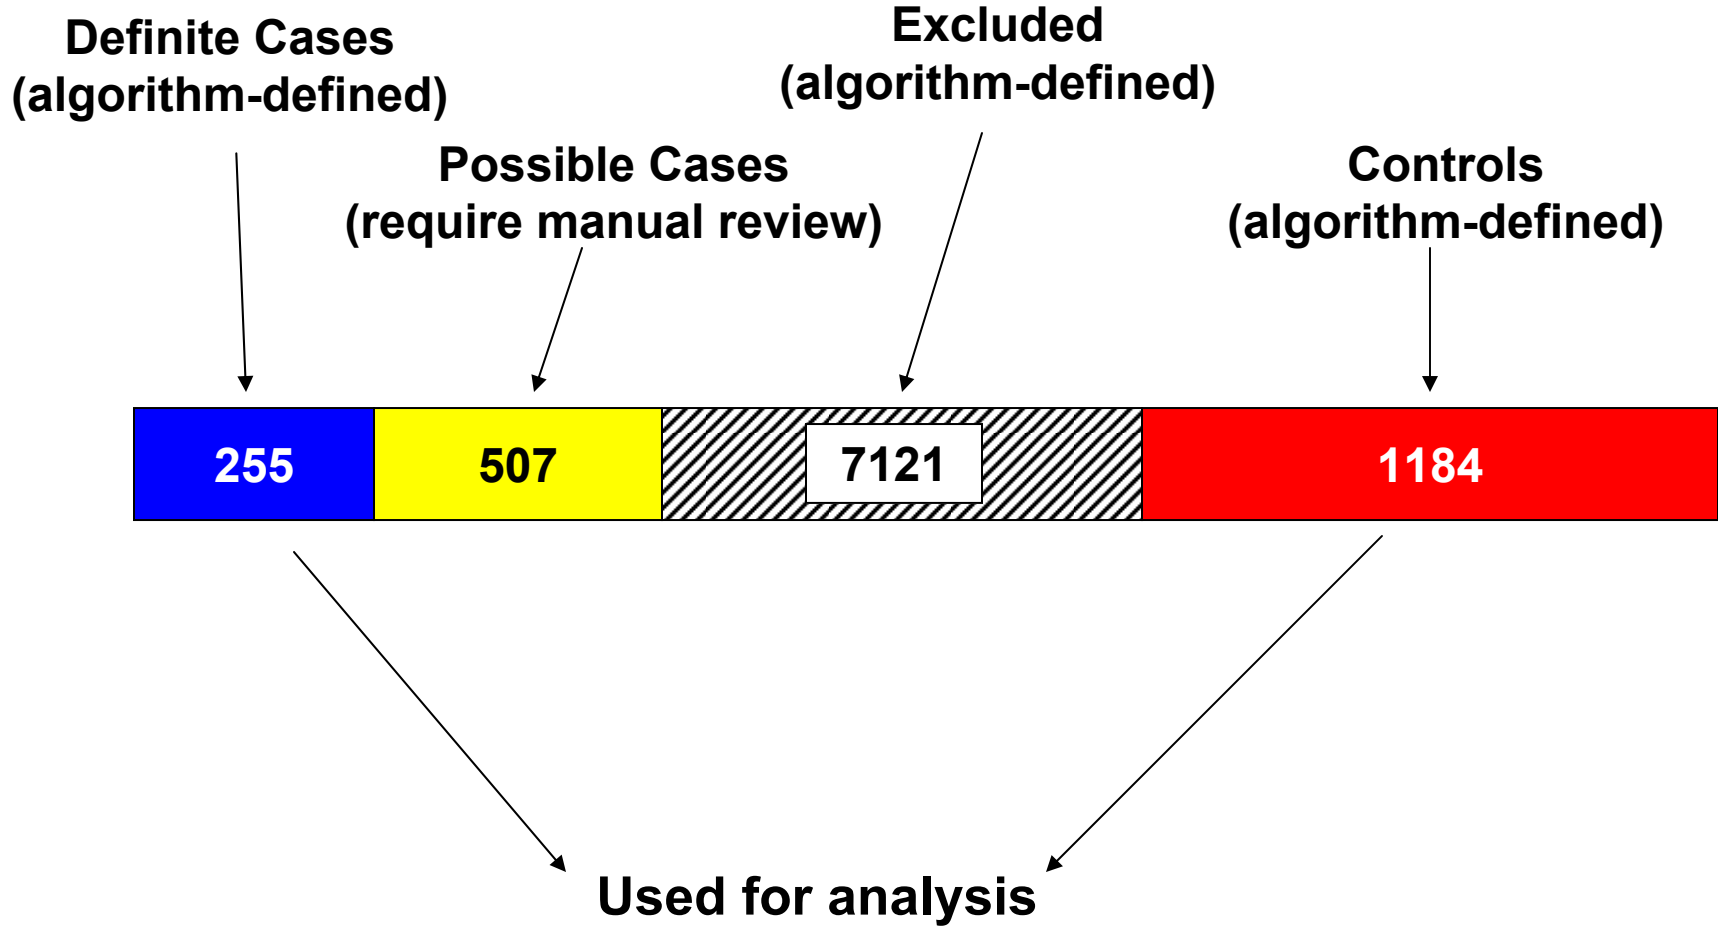 Definite Cases
(algorithm-defined)
Excluded
(algorithm-defined)
Possible Cases
(require manual review)
Controls
(algorithm-defined)
255
507
7121
1184
Used for analysis